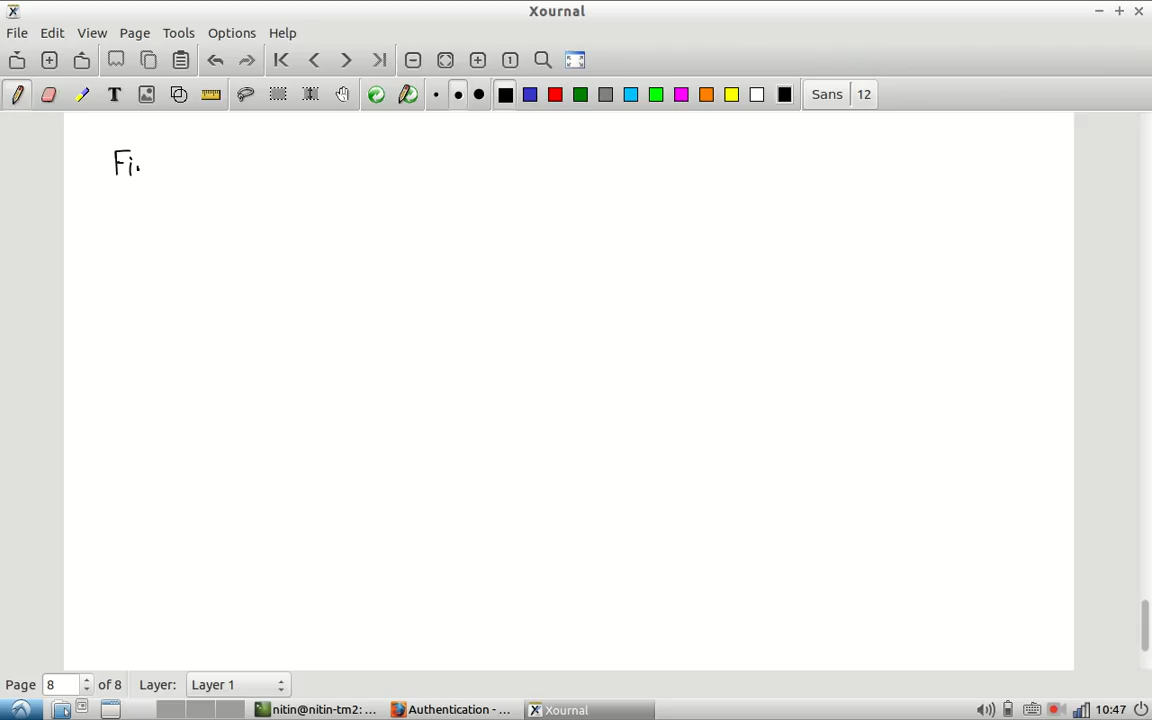 Xournal
File Edit View Page Tools Options Help
Sans 12
Fi
Page 8 of 8 Layer: Layer 1
nitin@nitin-tm2: ... Authentication - ... Xournal 10:47